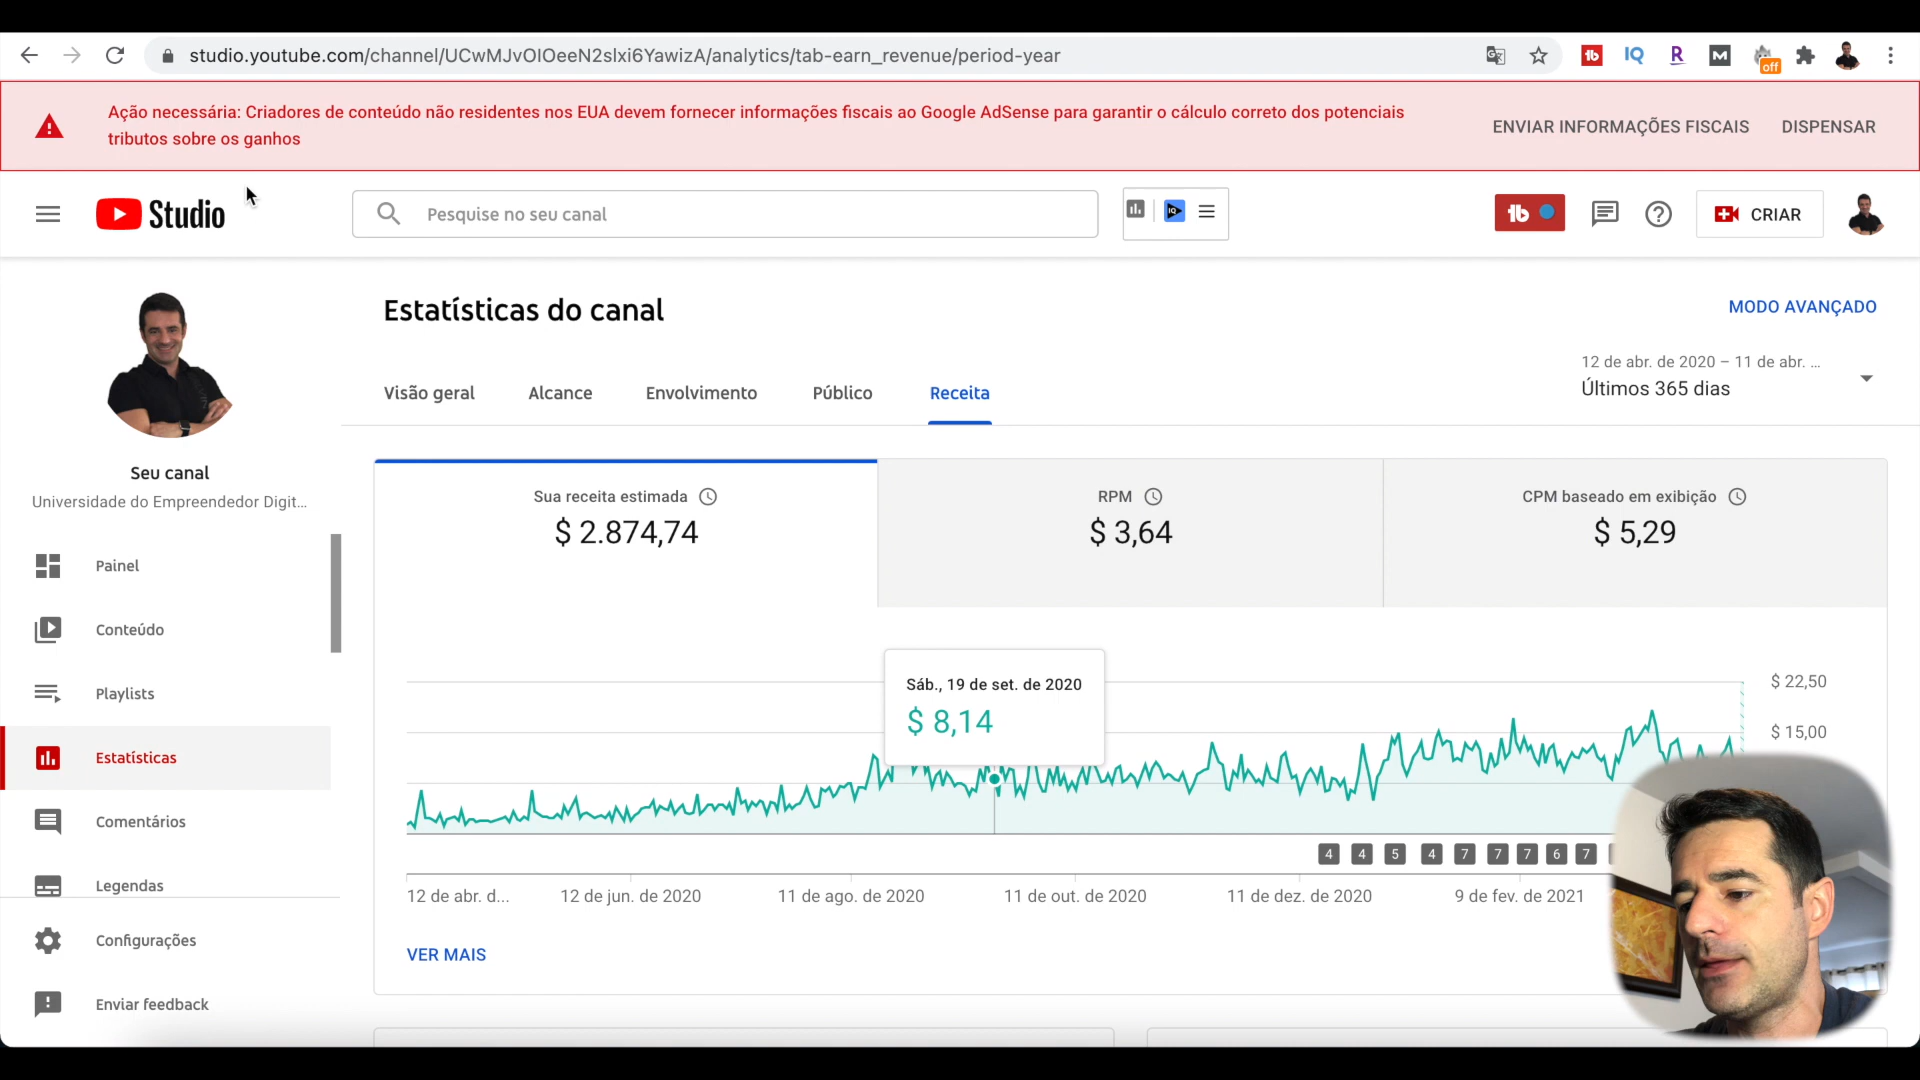 studio.youtube.com/channel/UCwMJvOIOeeN2slxi6YawizA/analytics/tab-earn_revenue/period-year
off
Ação necessária: Criadores de conteúdo não residentes nos EUA devem fornecer informações fiscais ao Google AdSense para garantir o cálculo correto dos potenciais
tributos sobre os ganhos
ENVIAR INFORMAÇÕES FISCAIS
DISPENSAR
Studio
Pesquise no seu canal
CRIAR
Estatísticas do canal
MODO AVANÇADO
12 de abr. de 2020 – 11 de abr. ...
Últimos 365 dias
Visão geral
Alcance
Envolvimento
Público
Receita
Seu canal
Universidade do Empreendedor Digit...
Painel
Conteúdo
Playlists
Estatísticas
Comentários
Legendas
Configurações
Enviar feedback
Sua receita estimada
$ 2.874,74
RPM
$ 3,64
CPM baseado em exibição
$ 5,29
Sáb., 19 de set. de 2020
$ 8,14
$ 22,50
$ 15,00
4 4 5 4 7 7 7 6 7
12 de abr. d...
12 de jun. de 2020
11 de ago. de 2020
11 de out. de 2020
11 de dez. de 2020
9 de fev. de 2021
VER MAIS